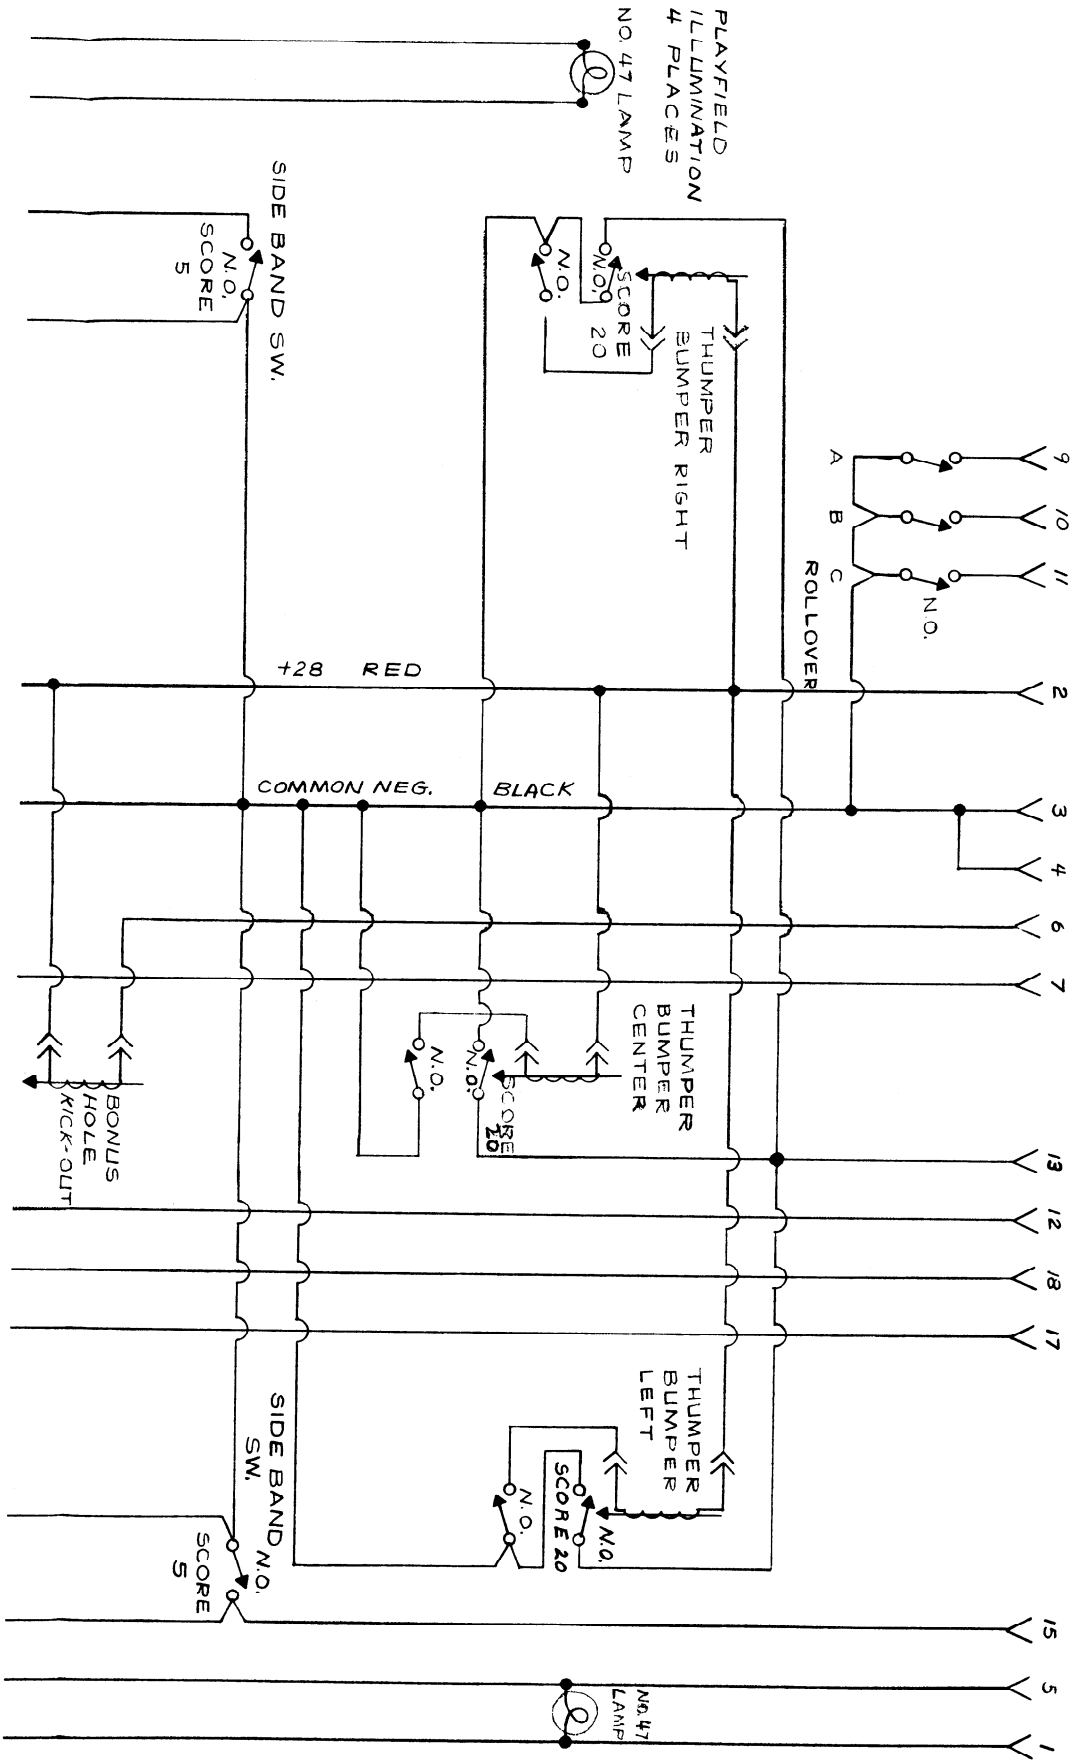 PLAYFIELD
ILLUMINATION
4 PLACES
NO. 47 LAMP
SIDE BAND SW.
N.O.
SCORE
5
N.O.
SCORE
20
N.O.
THUMPER
BUMPER RIGHT
9
10
11
A
B
C
N.O.
ROLLOVER
+28 RED
2
COMMON NEG. BLACK
3
4
6
7
THUMPER
BUMPER
CENTER
N.O.
N.O.
SCORE
20
BONUS
HOLE
KICK-OUT
13
12
18
17
THUMPER
BUMPER
LEFT
N.O.
SCORE 20
N.O.
SIDE BAND
SW.
N.O.
SCORE
5
15
5
NO. 47
LAMP
1